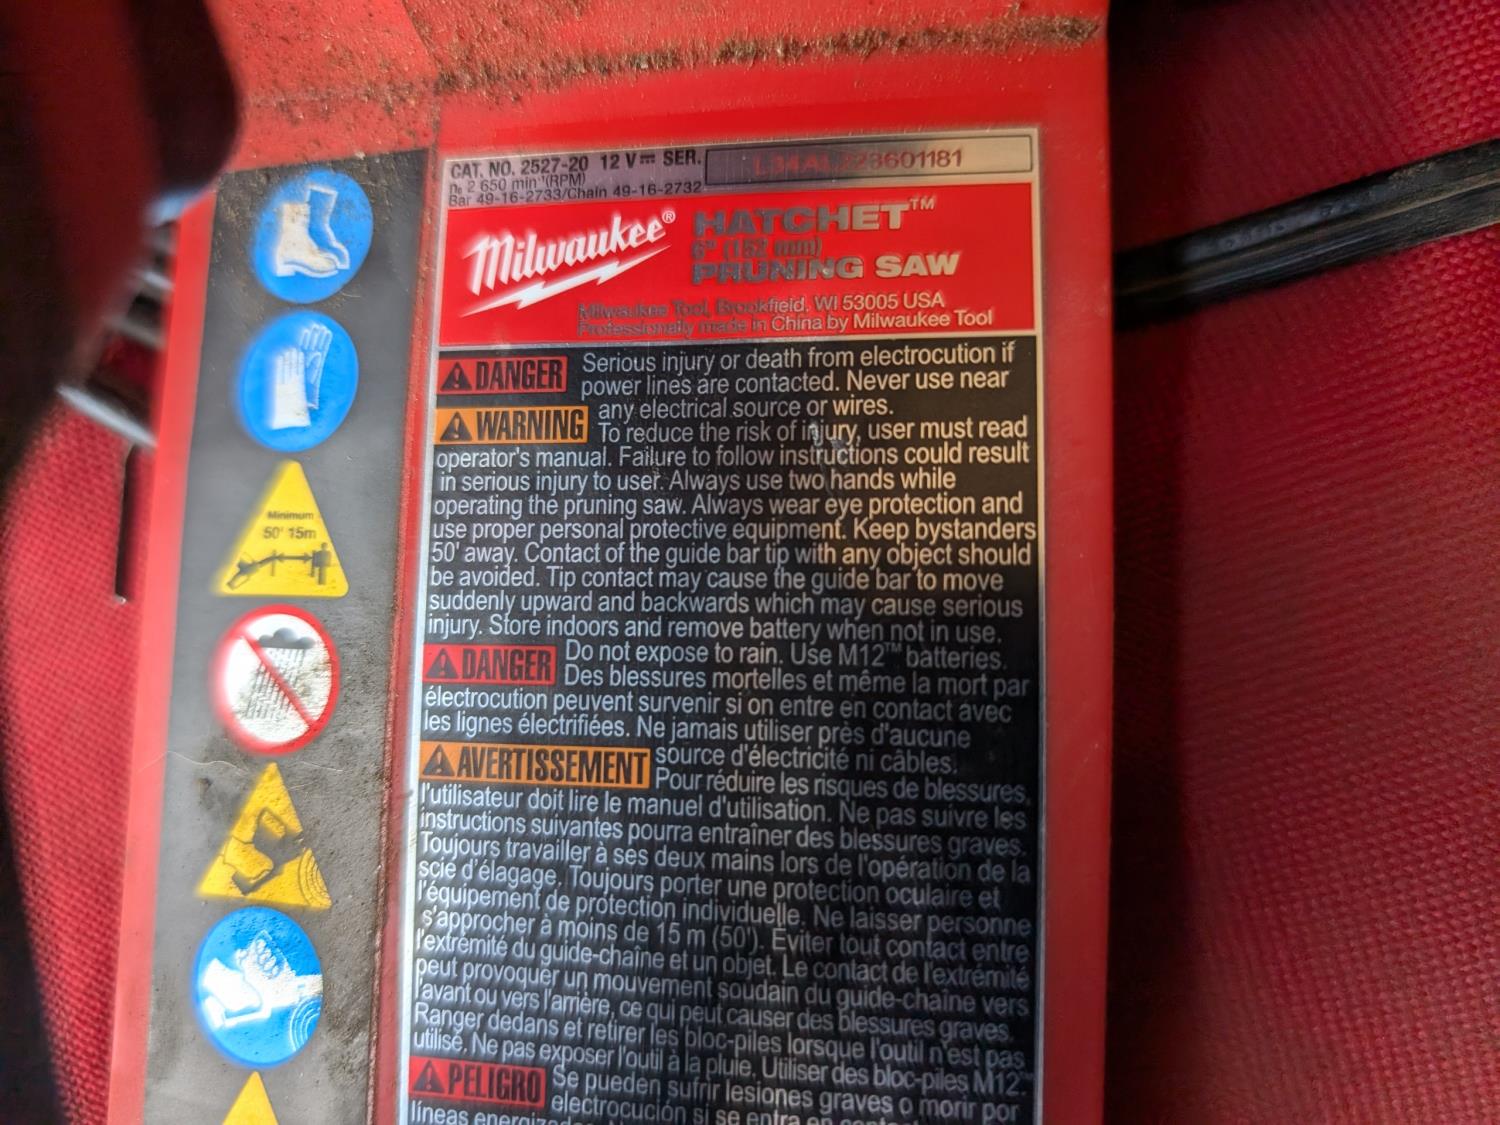 CAT. NO. 2527-20 12 V⎓ SER. L34AL223601181
n₀ 2 650 min⁻¹(RPM)
Bar 49-16-2733/Chain 49-16-2732
Milwaukee®
HATCHET™
6" (152 mm)
PRUNING SAW
Milwaukee Tool, Brookfield, WI 53005 USA
Professionally made in China by Milwaukee Tool
Minimum
50' 15m
DANGER Serious injury or death from electrocution if
power lines are contacted. Never use near
any electrical source or wires.
WARNING To reduce the risk of injury, user must read
operator's manual. Failure to follow instructions could result
in serious injury to user. Always use two hands while
operating the pruning saw. Always wear eye protection and
use proper personal protective equipment. Keep bystanders
50' away. Contact of the guide bar tip with any object should
be avoided. Tip contact may cause the guide bar to move
suddenly upward and backwards which may cause serious
injury. Store indoors and remove battery when not in use.
Do not expose to rain. Use M12™ batteries.
DANGER Des blessures mortelles et même la mort par
électrocution peuvent survenir si on entre en contact avec
les lignes électrifiées. Ne jamais utiliser près d'aucune
source d'électricité ni câbles.
AVERTISSEMENT Pour réduire les risques de blessures,
l'utilisateur doit lire le manuel d'utilisation. Ne pas suivre les
instructions suivantes pourra entraîner des blessures graves.
Toujours travailler à ses deux mains lors de l'opération de la
scie d'élagage. Toujours porter une protection oculaire et
l'équipement de protection individuelle. Ne laisser personne
s'approcher à moins de 15 m (50'). Éviter tout contact entre
l'extrémité du guide-chaîne et un objet. Le contact de l'extrémité
peut provoquer un mouvement soudain du guide-chaîne vers
l'avant ou vers l'arrière, ce qui peut causer des blessures graves.
Ranger dedans et retirer les bloc-piles lorsque l'outil n'est pas
utilisé. Ne pas exposer l'outil à la pluie. Utiliser des bloc-piles M12™
PELIGRO Se pueden sufrir lesiones graves o morir por
electrocución si se entra en contacto
líneas